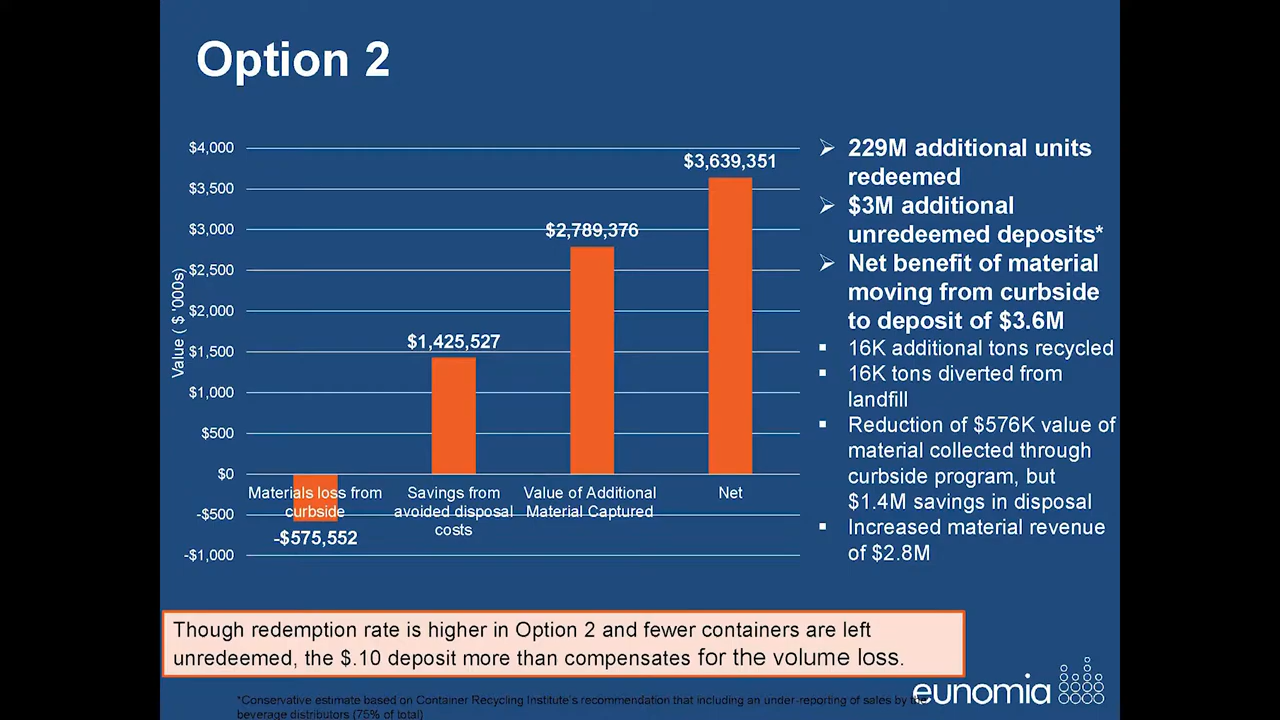 Option 2
$4,000
$3,500
$3,000
$2,500
$2,000
$1,500
$1,000
$500
$0
-$500
-$1,000
Value ( $ '000s)
-$575,552
$1,425,527
$2,789,376
$3,639,351
Materials loss from
curbside
Savings from
avoided disposal
costs
Value of Additional
Material Captured
Net
229M additional units
redeemed
$3M additional
unredeemed deposits*
Net benefit of material
moving from curbside
to deposit of $3.6M
16K additional tons recycled
16K tons diverted from
landfill
Reduction of $576K value of
material collected through
curbside program, but
$1.4M savings in disposal
Increased material revenue
of $2.8M
Though redemption rate is higher in Option 2 and fewer containers are left
unredeemed, the $.10 deposit more than compensates for the volume loss.
*Conservative estimate based on Container Recycling Institute's recommendation that including an under-reporting of sales by
beverage distributors (75% of total)
eunomia